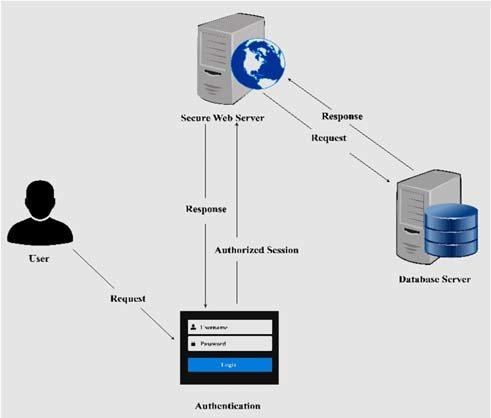 Secure Web Server
Response
Request
Response
Authorized Session
User
Database Server
Request
Username
Password
Login
Authentication